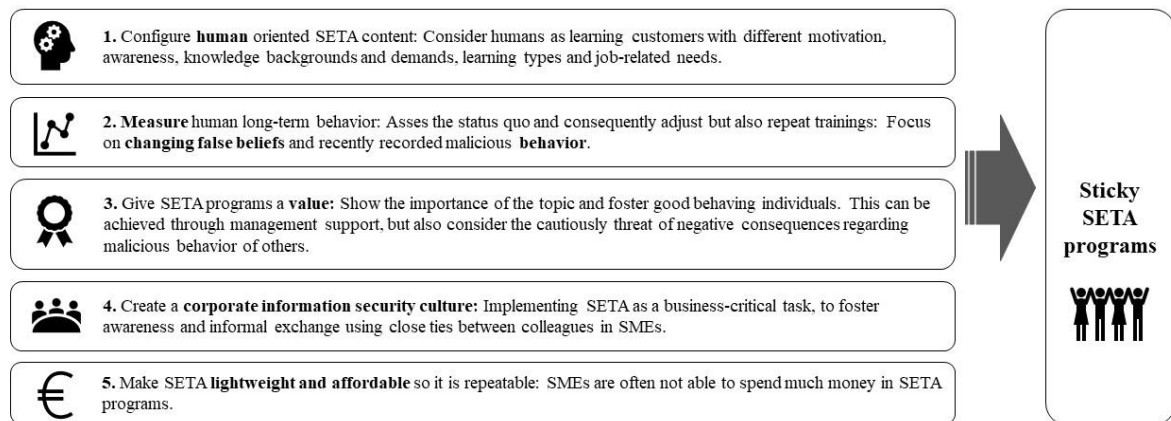 1. Configure human oriented SETA content: Consider humans as learning customers with different motivation,
awareness, knowledge backgrounds and demands, learning types and job-related needs.
2. Measure human long-term behavior: Asses the status quo and consequently adjust but also repeat trainings: Focus
on changing false beliefs and recently recorded malicious behavior.
3. Give SETA programs a value: Show the importance of the topic and foster good behaving individuals. This can be
achieved through management support, but also consider the cautiously threat of negative consequences regarding
malicious behavior of others.
4. Create a corporate information security culture: Implementing SETA as a business-critical task, to foster
awareness and informal exchange using close ties between colleagues in SMEs.
€
5. Make SETA lightweight and affordable so it is repeatable: SMEs are often not able to spend much money in SETA
programs.
Sticky
SETA
programs